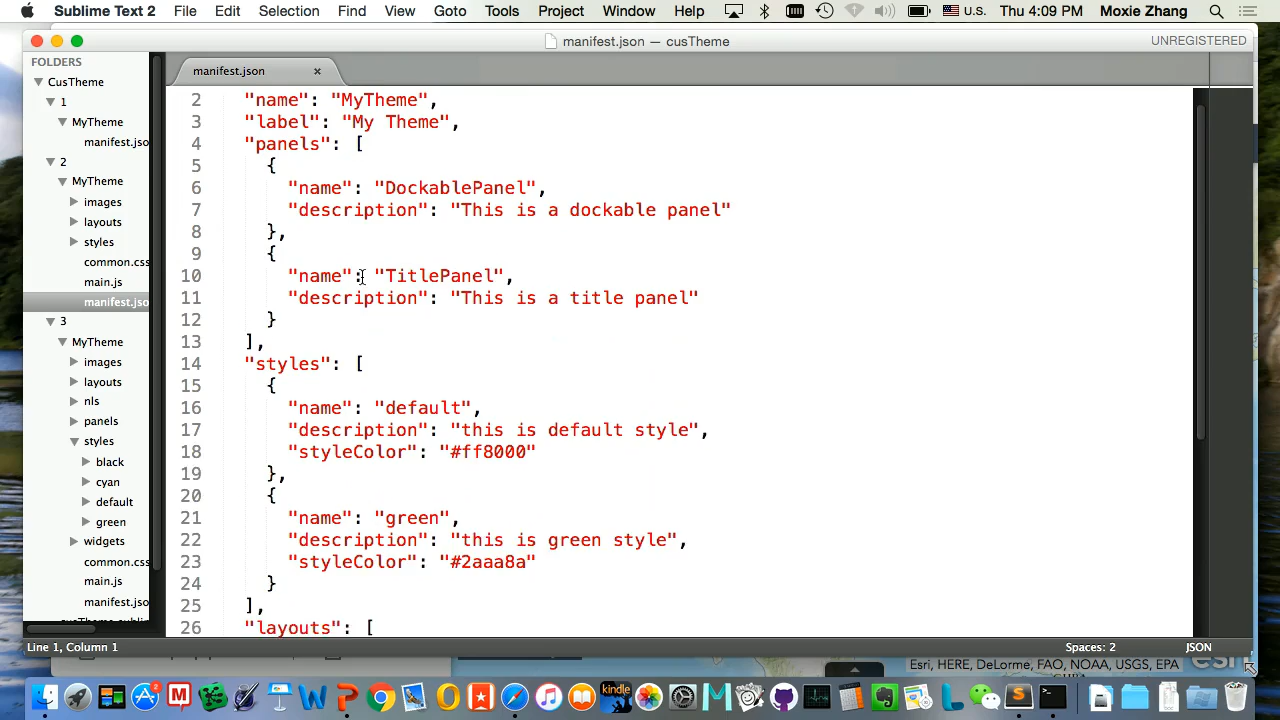 Sublime Text 2 File Edit Selection Find View Goto Tools Project Window Help U.S. Thu 4:09 PM Moxie Zhang
manifest.json — cusTheme
UNREGISTERED
FOLDERS
CusTheme
1
MyTheme
manifest.jso
2
MyTheme
images
layouts
styles
common.css
main.js
manifest.jso
3
MyTheme
images
layouts
nls
panels
styles
black
cyan
default
green
widgets
common.css
main.js
manifest.jso
manifest.json ×
2 "name": "MyTheme",
3 "label": "My Theme",
4 "panels": [
5 {
6 "name": "DockablePanel",
7 "description": "This is a dockable panel"
8 },
9 {
10 "name": "TitlePanel",
11 "description": "This is a title panel"
12 }
13 ],
14 "styles": [
15 {
16 "name": "default",
17 "description": "this is default style",
18 "styleColor": "#ff8000"
19 },
20 {
21 "name": "green",
22 "description": "this is green style",
23 "styleColor": "#2aaa8a"
24 }
25 ],
26 "layouts": [
Line 1, Column 1
Spaces: 2
JSON
Esri, HERE, DeLorme, FAO, NOAA, USGS, EPA
esri
kindle